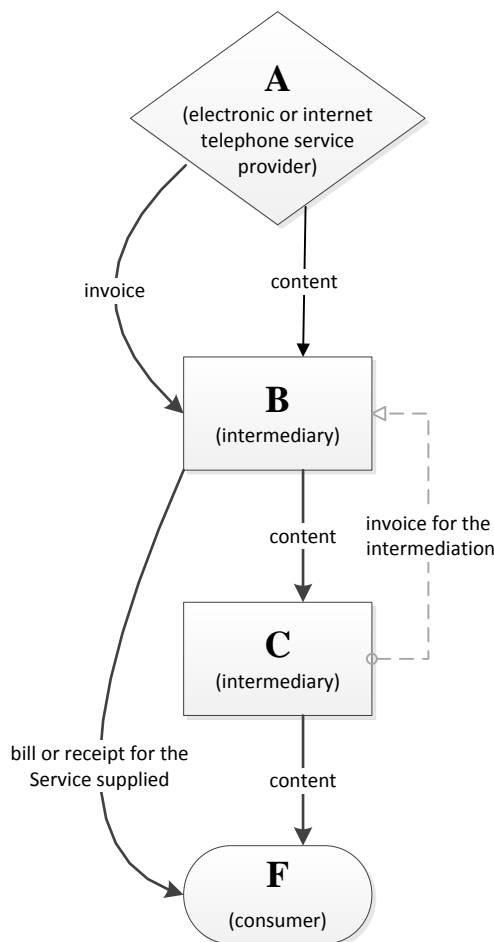 A
(electronic or internet
telephone service
provider)
invoice
content
B
(intermediary)
invoice for the
intermediation
content
C
(intermediary)
bill or receipt for the
Service supplied
content
F
(consumer)